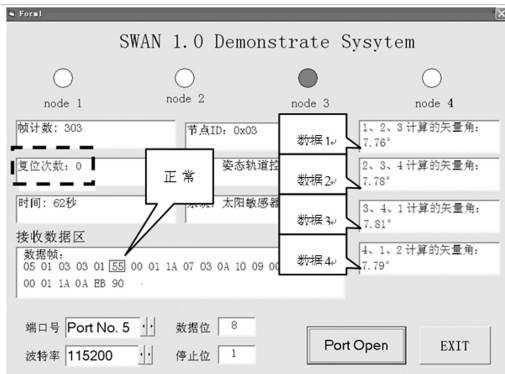 Form1
SWAN 1.0 Demonstrate Sysytem
node 1
node 2
node 3
node 4
帧计数: 303
节点ID: 0x03
数据1
1、2、3计算的矢量角:
7.76°
复位次数: 0
正常
姿态轨道控
数据2
2、3、4计算的矢量角:
7.78°
时间: 62秒
太阳敏感器
数据3
3、4、1计算的矢量角:
7.81°
接收数据区
数据4
4、1、2计算的矢量角:
7.79°
数据帧:
05 01 03 03 01 55 00 01 1A 07 03 0A 10 09 00
00 01 1A 0A EB 90
端口号 Port No. 5 数据位 8
波特率 115200 停止位 1
Port Open
EXIT